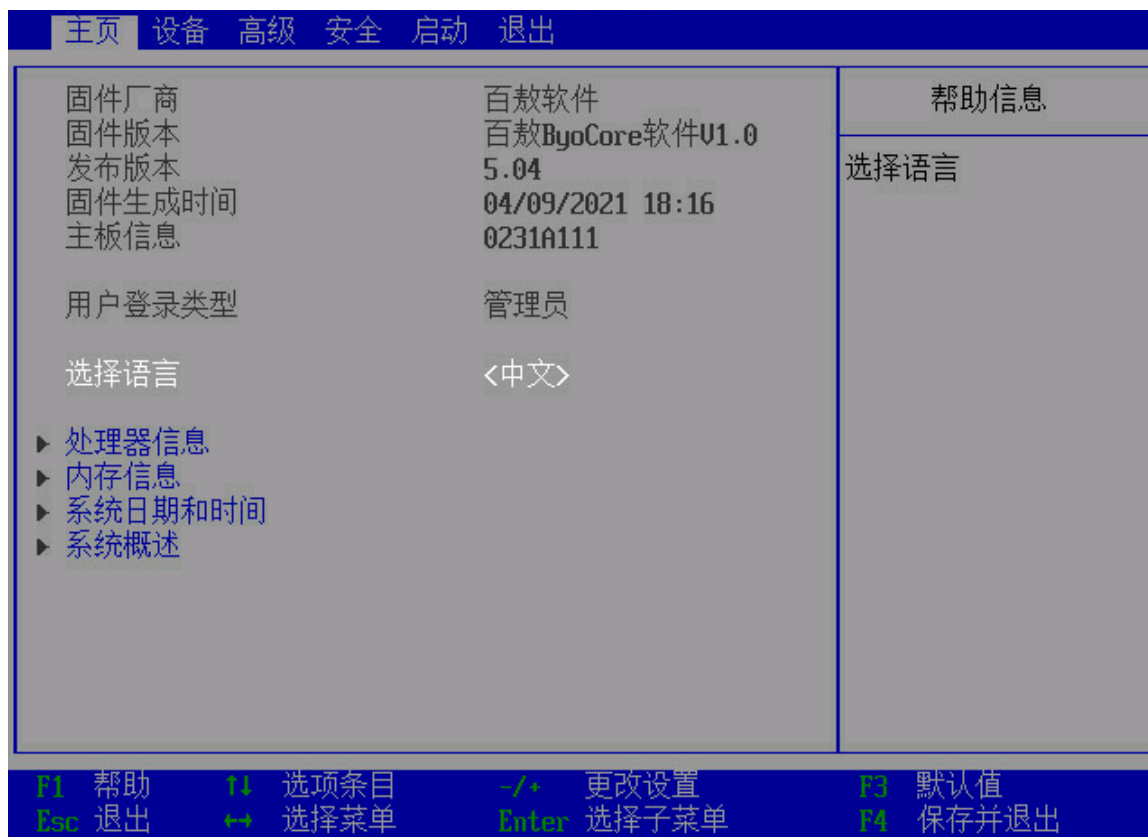 主页 设备 高级 安全 启动 退出
固件厂商 百敖软件
固件版本 百敖ByoCore软件V1.0
发布版本 5.04
固件生成时间 04/09/2021 18:16
主板信息 0231A111
用户登录类型 管理员
选择语言 <中文>
处理器信息
内存信息
系统日期和时间
系统概述
帮助信息
选择语言
F1 帮助 ↑↓ 选项条目 -/+ 更改设置 F3 默认值
Esc 退出 ←→ 选择菜单 Enter 选择子菜单 F4 保存并退出